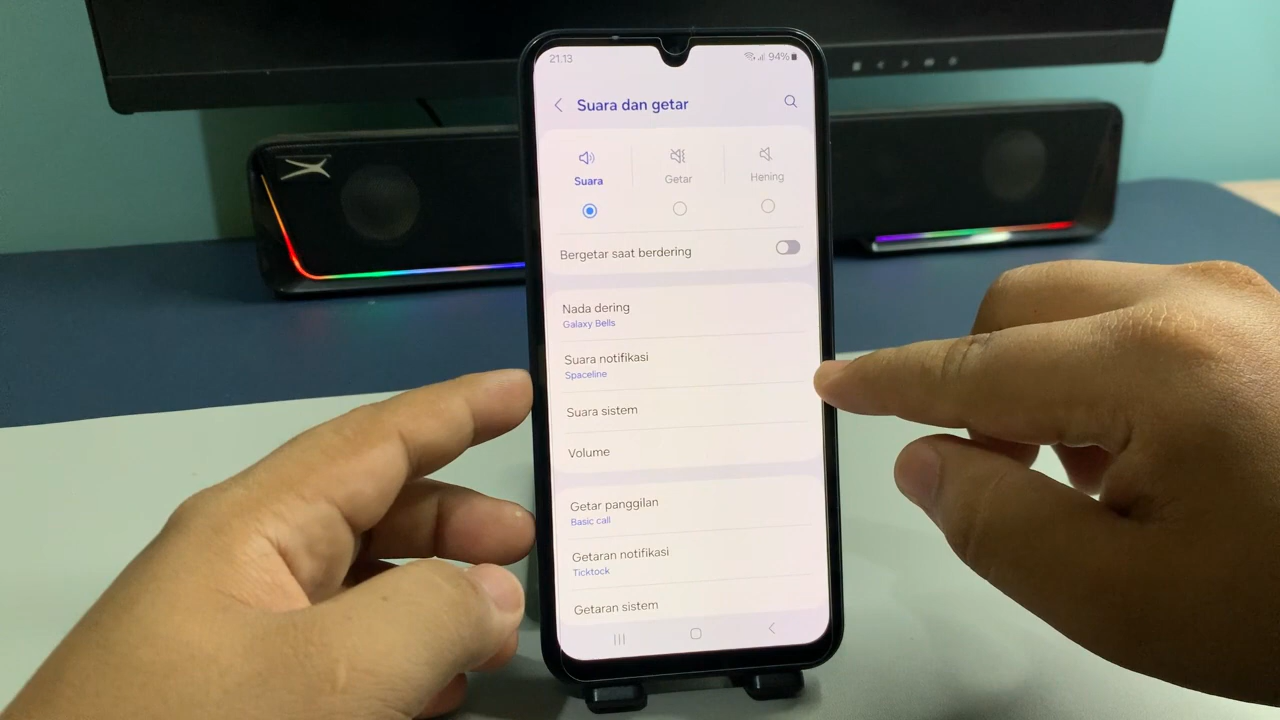 21.13
94%
Suara dan getar
Suara
Getar
Hening
Bergetar saat berdering
Nada dering
Galaxy Bells
Suara notifikasi
Spaceline
Suara sistem
Volume
Getar panggilan
Basic call
Getaran notifikasi
Ticktock
Getaran sistem